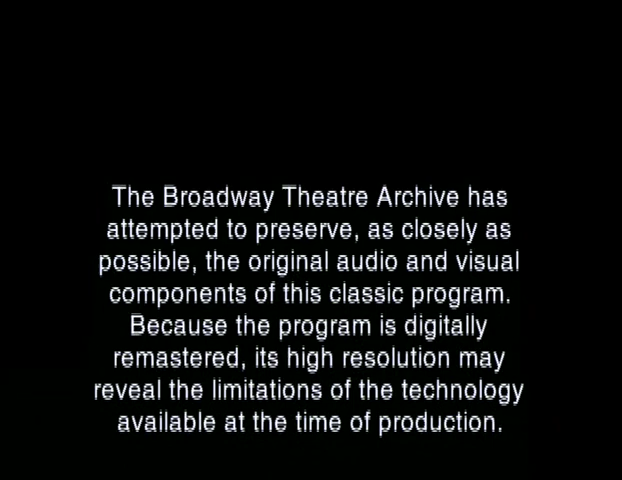 The Broadway Theatre Archive has
attempted to preserve, as closely as
possible, the original audio and visual
components of this classic program.
Because the program is digitally
remastered, its high resolution may
reveal the limitations of the technology
available at the time of production.